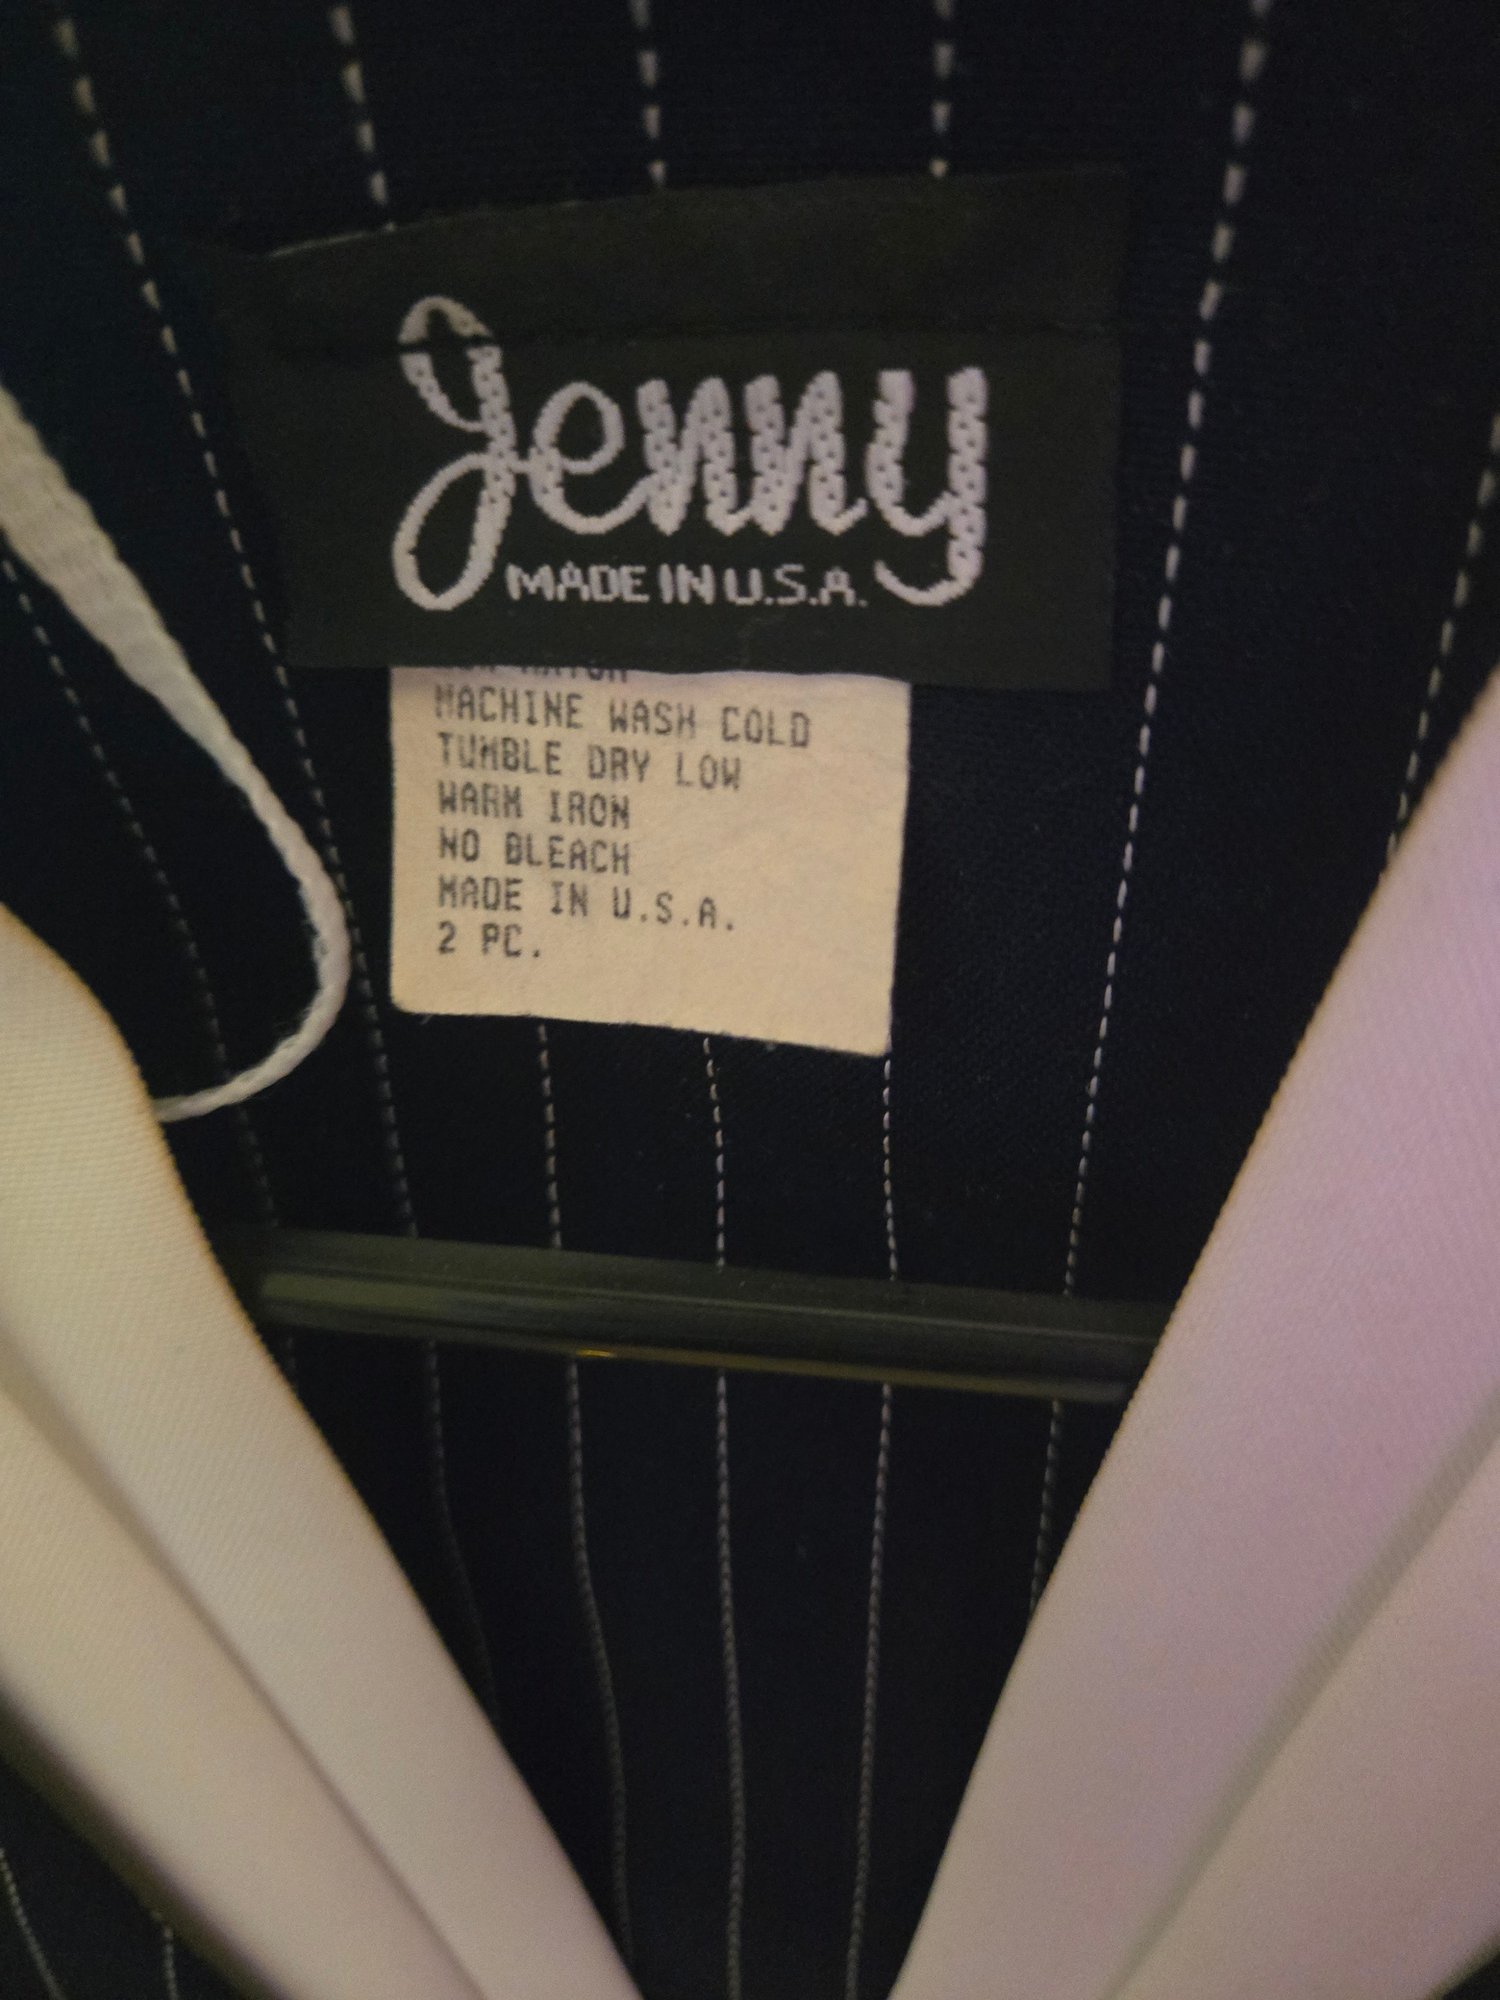 Jenny
MADE IN U.S.A.
MACHINE WASH COLD
TUMBLE DRY LOW
WARM IRON
NO BLEACH
MADE IN U.S.A.
2 PC.